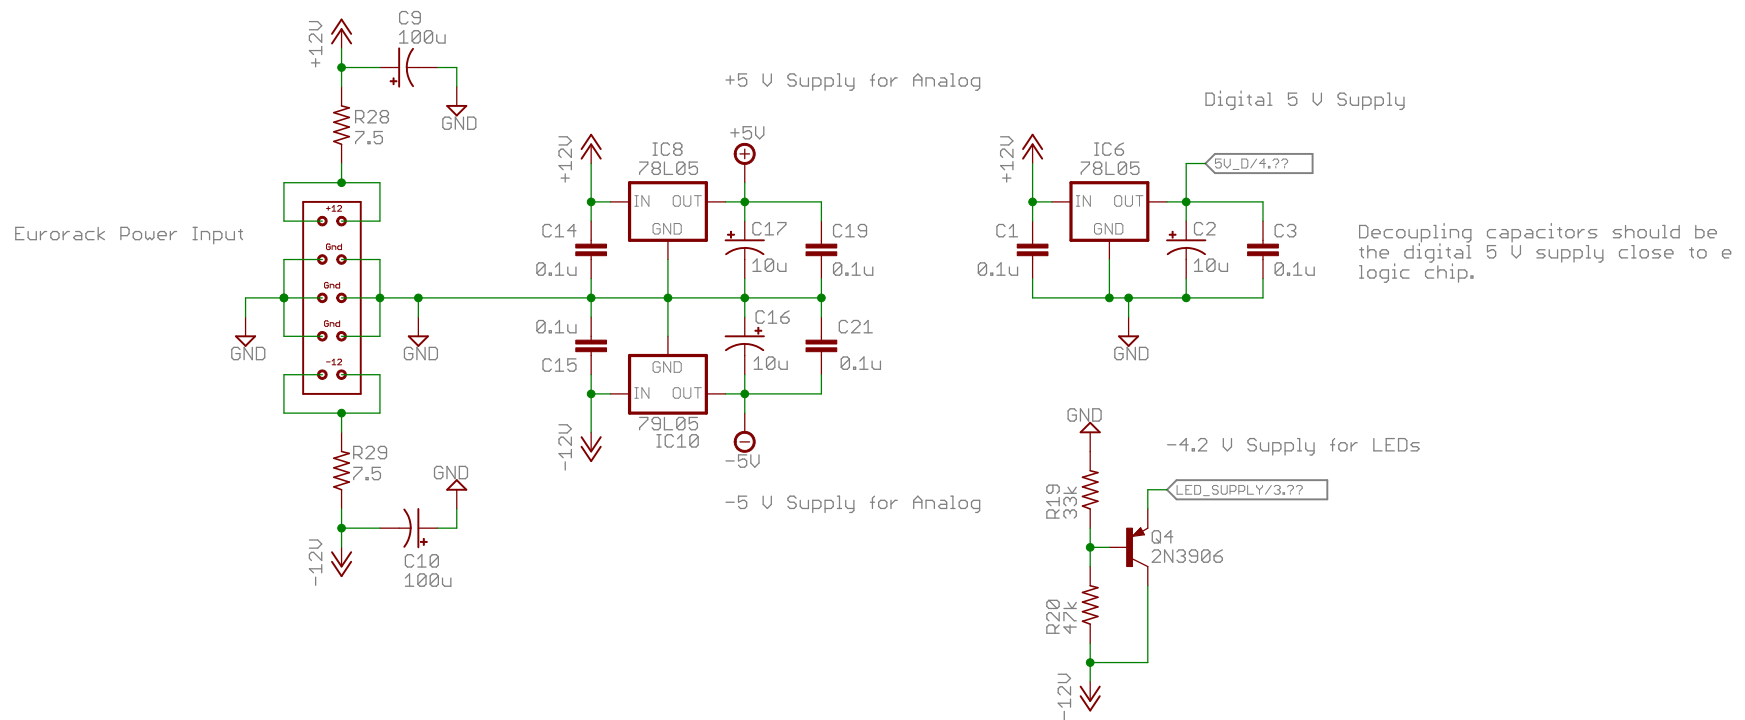 +12V
C9
100u
GND
R28
7.5
Eurorack Power Input
+12
Gnd
Gnd
Gnd
-12
GND
GND
R29
7.5
GND
-12V
C10
100u
+5 V Supply for Analog
+12V
IC8
78L05
+5V
IN OUT
GND
C14
0.1u
C17
10u
C19
0.1u
0.1u
C15
C16
10u
C21
0.1u
GND
IN OUT
79L05
IC10
-12V
-5V
-5 V Supply for Analog
Digital 5 V Supply
+12V
IC6
78L05
5V_D/4.??
IN OUT
GND
C1
0.1u
C2
10u
C3
0.1u
GND
Decoupling capacitors should be
the digital 5 V supply close to e
logic chip.
GND
-4.2 V Supply for LEDs
R19
33k
LED_SUPPLY/3.??
Q4
2N3906
R20
47k
-12V